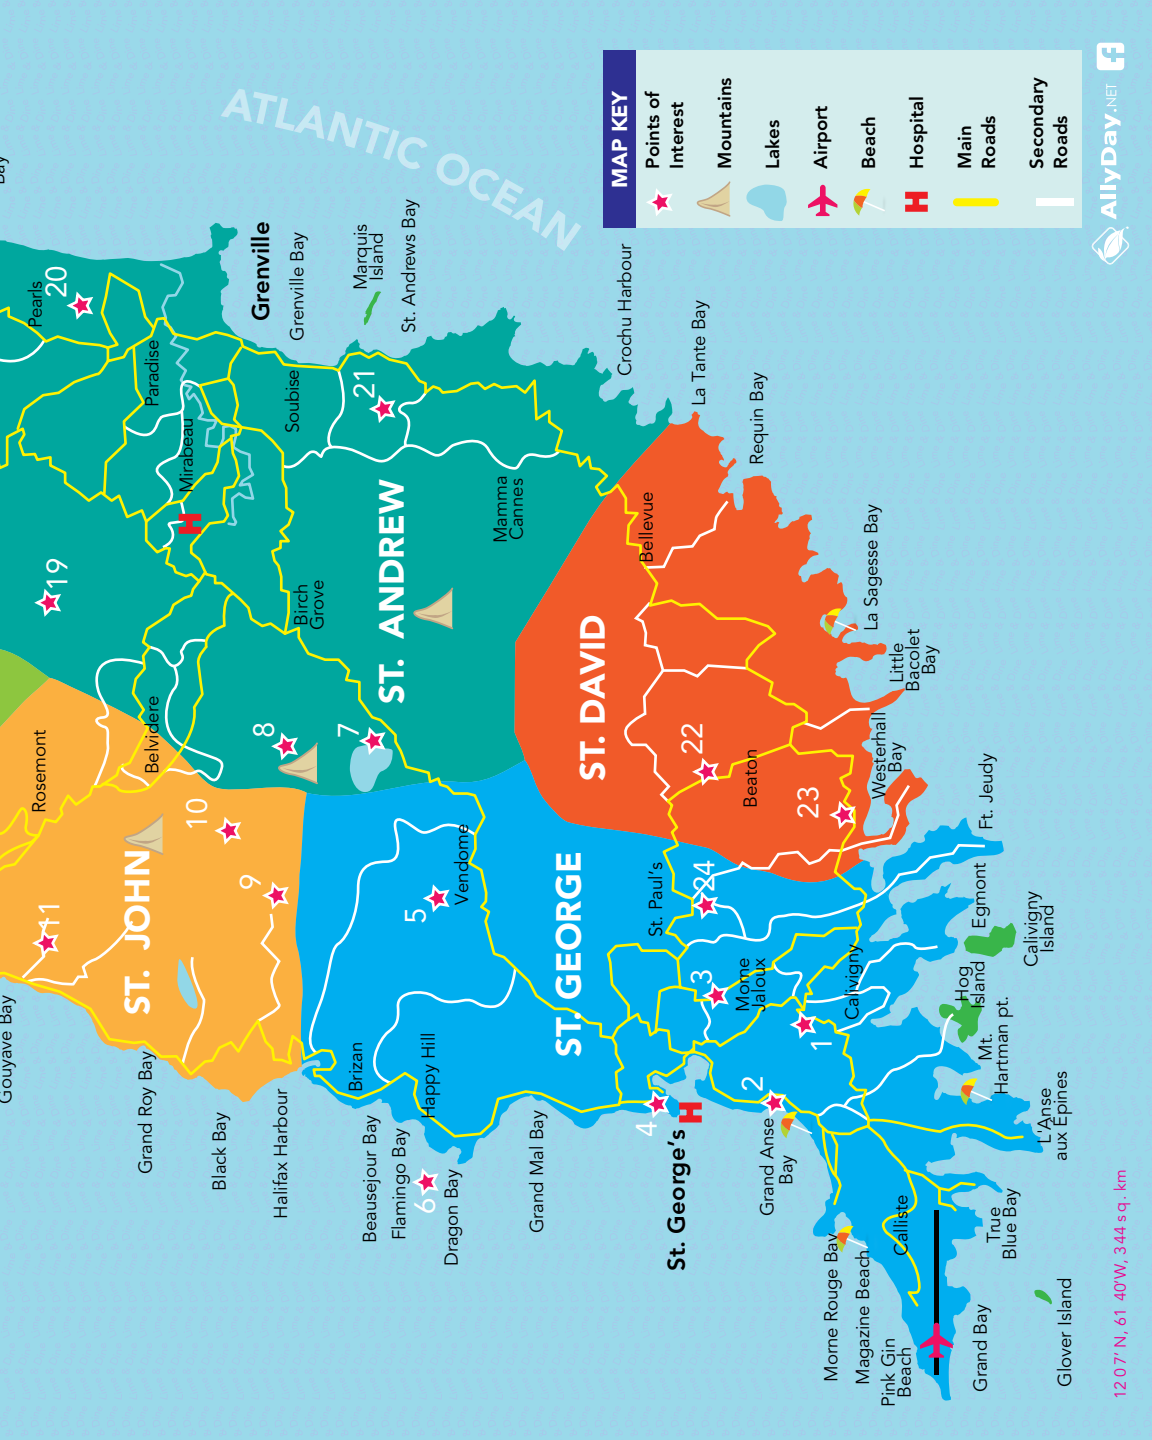 ATLANTIC OCEAN
MAP KEY
Points of
Interest
Mountains
Lakes
Airport
Beach
H
Hospital
Main
Roads
Secondary
Roads
AllyDay.NET
f
Bay
Pearls
20
Grenville
Grenville Bay
Marquis
Island
St. Andrews Bay
Crochu Harbour
La Tante Bay
Requin Bay
Paradise
Soubise
21
Mirabeau
H
19
Mamma
Cannes
Birch
Grove
ST. ANDREW
Bellevue
La Sagesse Bay
Little
Bacolet
Bay
ST. DAVID
Rosemont
Belvidere
8
7
22
Beaton
23
Westerhall
Bay
Ft. Jeudy
10
ST. JOHN
9
11
5
Vendome
ST. GEORGE
St. Paul's
24
Egmont
Calivigny
Island
3
Morne
Jaloux
Calivigny
Hog
Island
1
Mt.
Hartman pt.
Gouyave Bay
Grand Roy Bay
Black Bay
Halifax Harbour
Brizan
Happy Hill
Beausejour Bay
Flamingo Bay
6
Dragon Bay
Grand Mal Bay
4
H
St. George's
2
Grand Anse
Bay
L'Anse
aux Epines
Morne Rouge Bay
Magazine Beach
Pink Gin
Beach
Calliste
True
Blue Bay
Grand Bay
Glover Island
12 0 7' N, 61 40'W, 344 sq. km